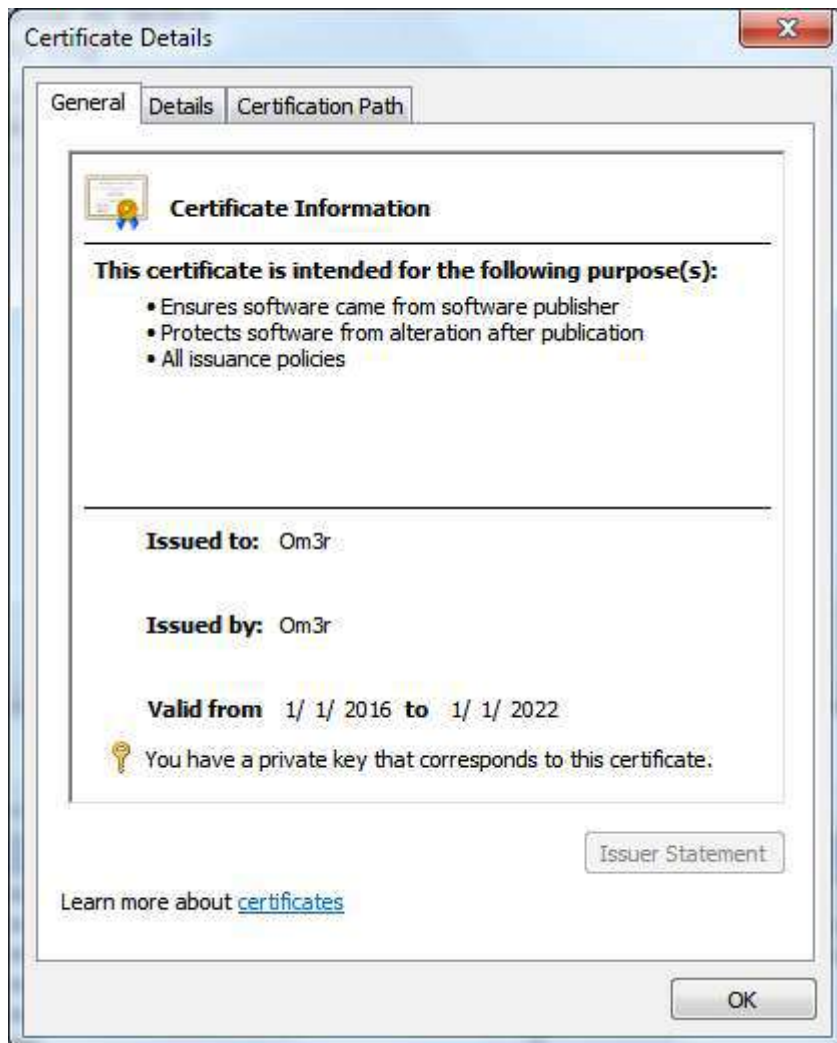 Certificate Details
General Details Certification Path
Certificate Information
This certificate is intended for the following purpose(s):
• Ensures software came from software publisher
• Protects software from alteration after publication
• All issuance policies
Issued to: Om3r
Issued by: Om3r
Valid from 1/ 1/ 2016 to 1/ 1/ 2022
You have a private key that corresponds to this certificate.
Issuer Statement
Learn more about certificates
OK